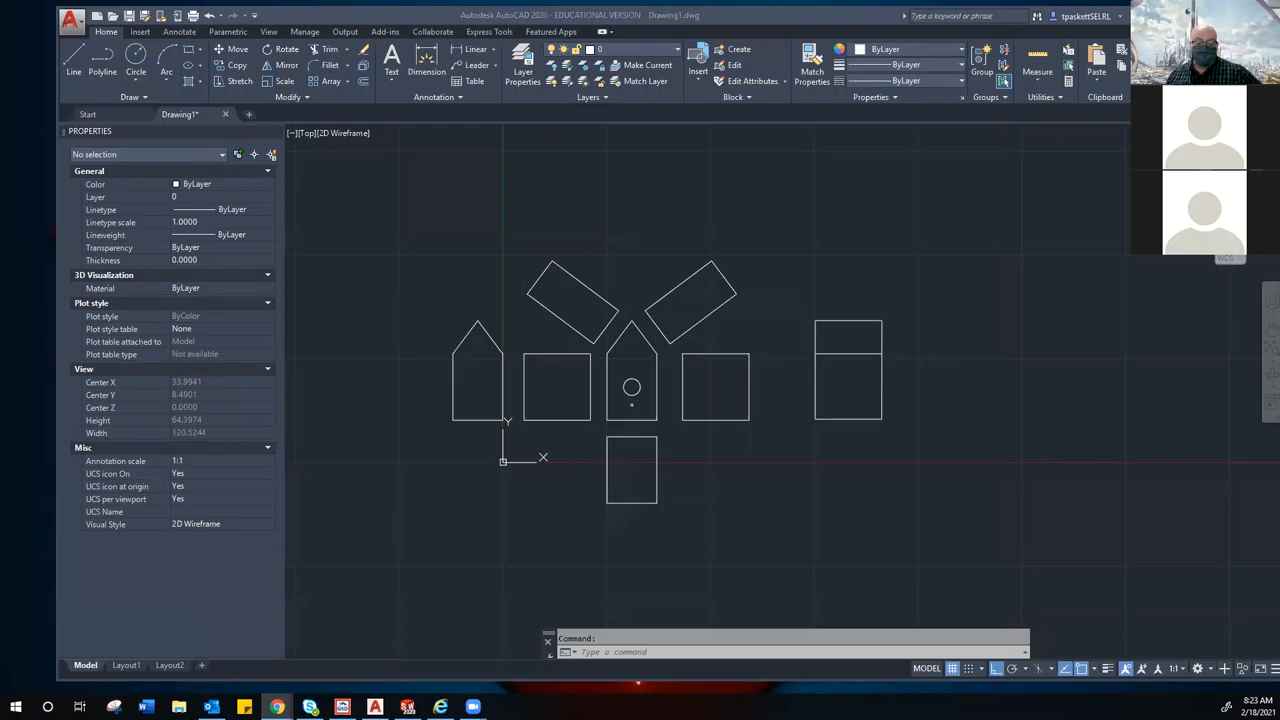 Autodesk AutoCAD 2020 - EDUCATIONAL VERSION Drawing1.dwg
Type a keyword or phrase
tpaskettSELRL
Home Insert Annotate Parametric View Manage Output Add-ins Collaborate Express Tools Featured Apps
Line Polyline Circle Arc
Move Rotate Trim
Copy Mirror Fillet
Stretch Scale Array
Text Dimension
Linear
Leader
Table
Layer Properties
0
Make Current
Match Layer
Insert
Create
Edit
Edit Attributes
Match Properties
ByLayer
ByLayer
ByLayer
Group
Measure
Paste
Draw Modify Annotation Layers Block Properties Groups Utilities Clipboard
Start Drawing1*
PROPERTIES
[−][Top][2D Wireframe]
No selection
General
Color ByLayer
Layer 0
Linetype ByLayer
Linetype scale 1.0000
Lineweight ByLayer
Transparency ByLayer
Thickness 0.0000
3D Visualization
Material ByLayer
Plot style
Plot style ByColor
Plot style table None
Plot table attached to Model
Plot table type Not available
View
Center X 33.9941
Center Y 8.4901
Center Z 0.0000
Height 64.3974
Width 120.5244
Misc
Annotation scale 1:1
UCS icon On Yes
UCS icon at origin Yes
UCS per viewport Yes
UCS Name
Visual Style 2D Wireframe
WCS
Y
X
Command:
Type a command
Model Layout1 Layout2
MODEL
1:1
8:23 AM
2/18/2021